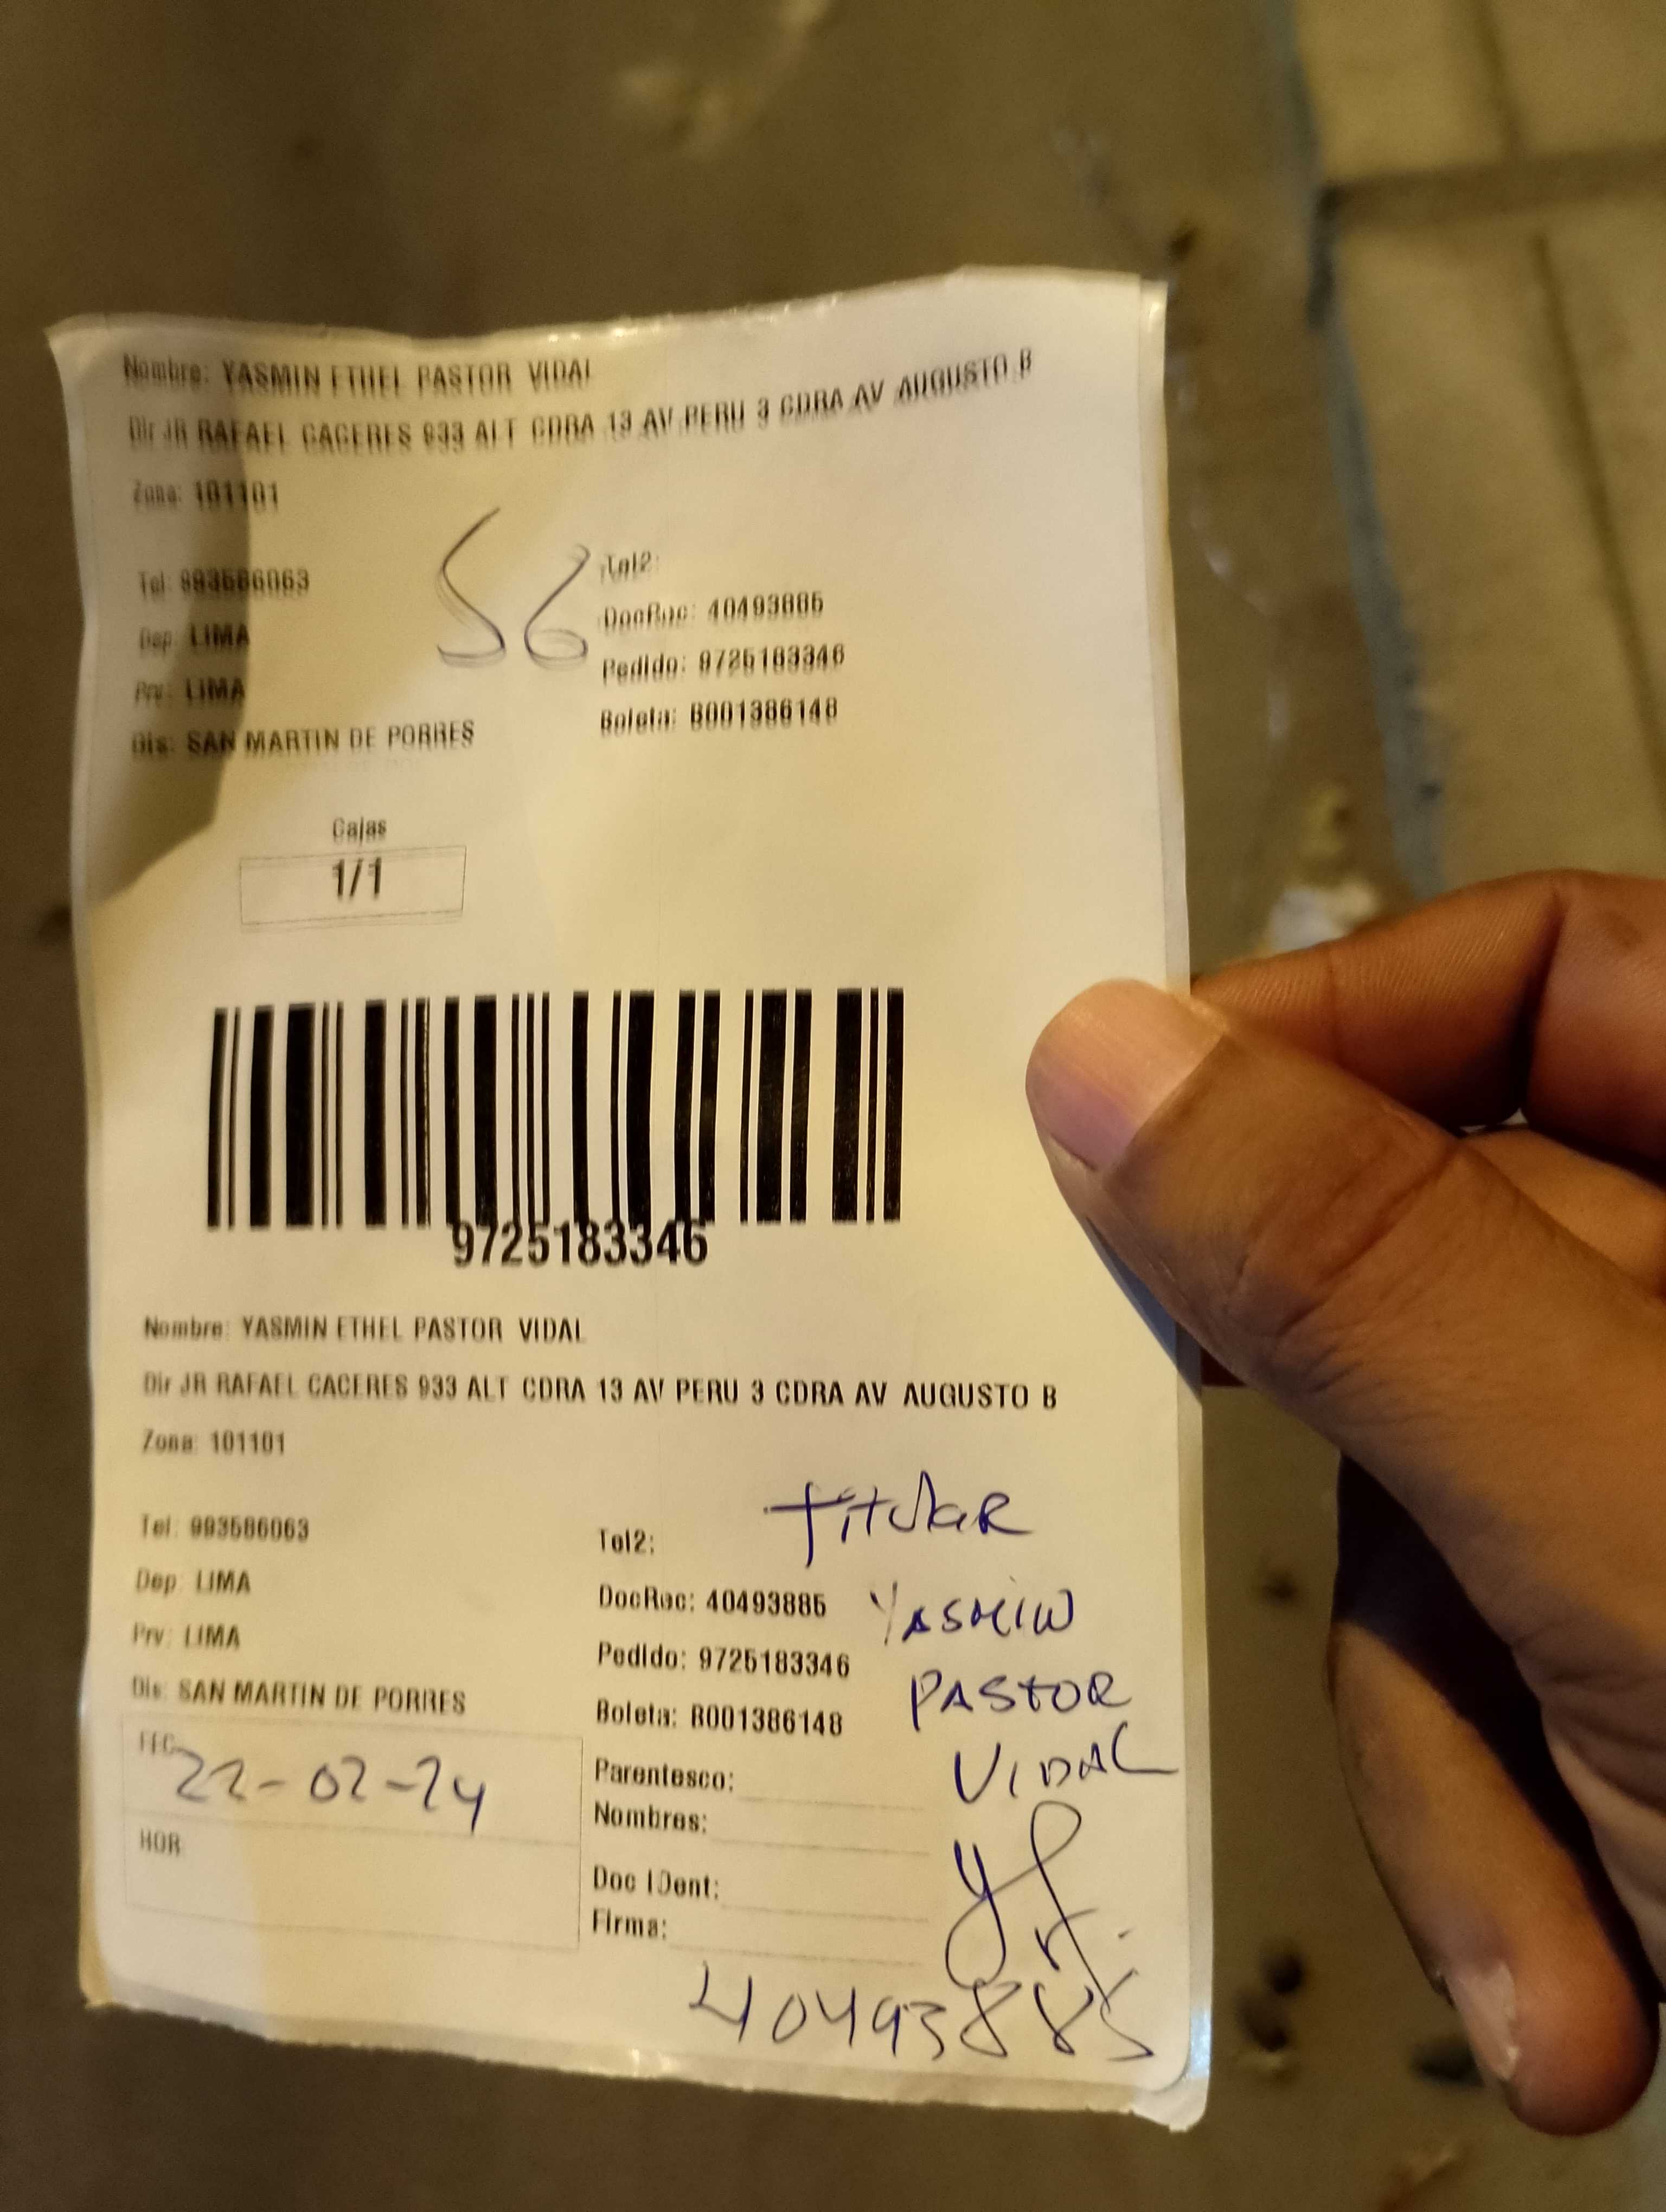 Nombre: YASMIN ETHEL PASTOR VIDAL
Dir JR RAFAEL CACERES 933 ALT CDRA 13 AV PERU 3 CDRA AV AUGUSTO B
Zona: 101101
56
Tel: 993586063
Tel2:
Dep: LIMA
DocRec: 40493885
Prv: LIMA
Pedido: 9725183346
Dis: SAN MARTIN DE PORRES
Boleta: B001386148
Cajas
1/1
9725183346
Nombre: YASMIN ETHEL PASTOR VIDAL
Dir JR RAFAEL CACERES 933 ALT CDRA 13 AV PERU 3 CDRA AV AUGUSTO B
Zona: 101101
titular
Tel: 993586063
Tel2:
Dep: LIMA
DocRec: 40493885
YASMIN
Prv: LIMA
Pedido: 9725183346
PASTOR
Dis: SAN MARTIN DE PORRES
Boleta: B001386148
VIDAL
FEC
22-02-24
Parentesco:
Nombres:
HOR
Doc IDent:
Firma:
40493885